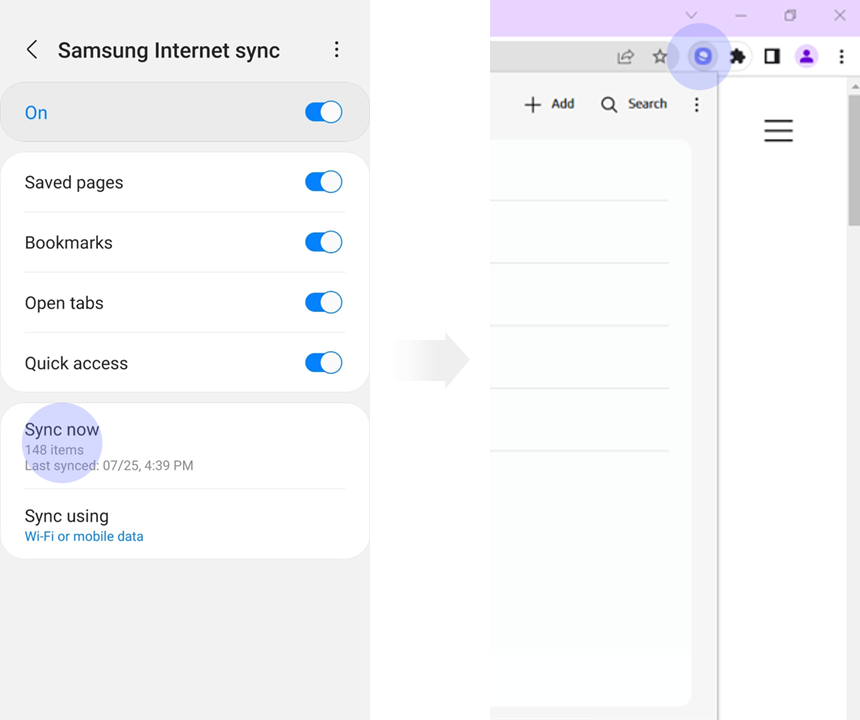 Samsung Internet sync
On
Saved pages
Bookmarks
Open tabs
Quick access
Sync now
148 items
Last synced: 07/25, 4:39 PM
Sync using
Wi-Fi or mobile data
Add
Search